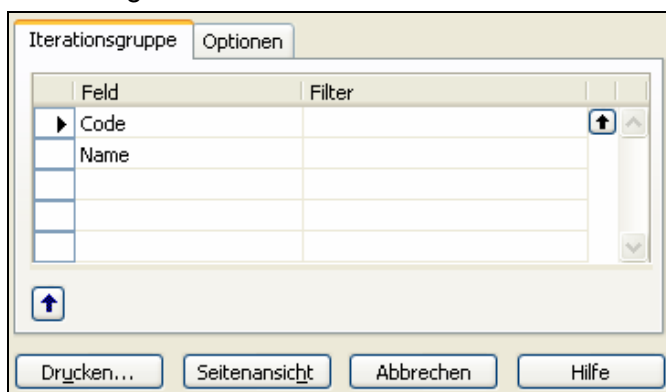 Iterationsgruppe Optionen
Feld Filter
Code
Name
Drucken... Seitenansicht Abbrechen Hilfe